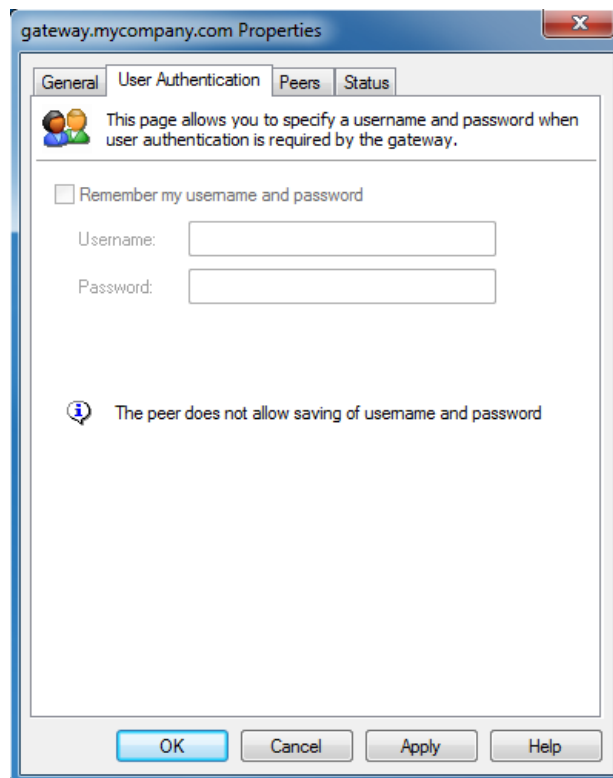 gateway.mycompany.com Properties
General User Authentication Peers Status
This page allows you to specify a username and password when
user authentication is required by the gateway.
Remember my username and password
Username:
Password:
The peer does not allow saving of username and password
OK Cancel Apply Help